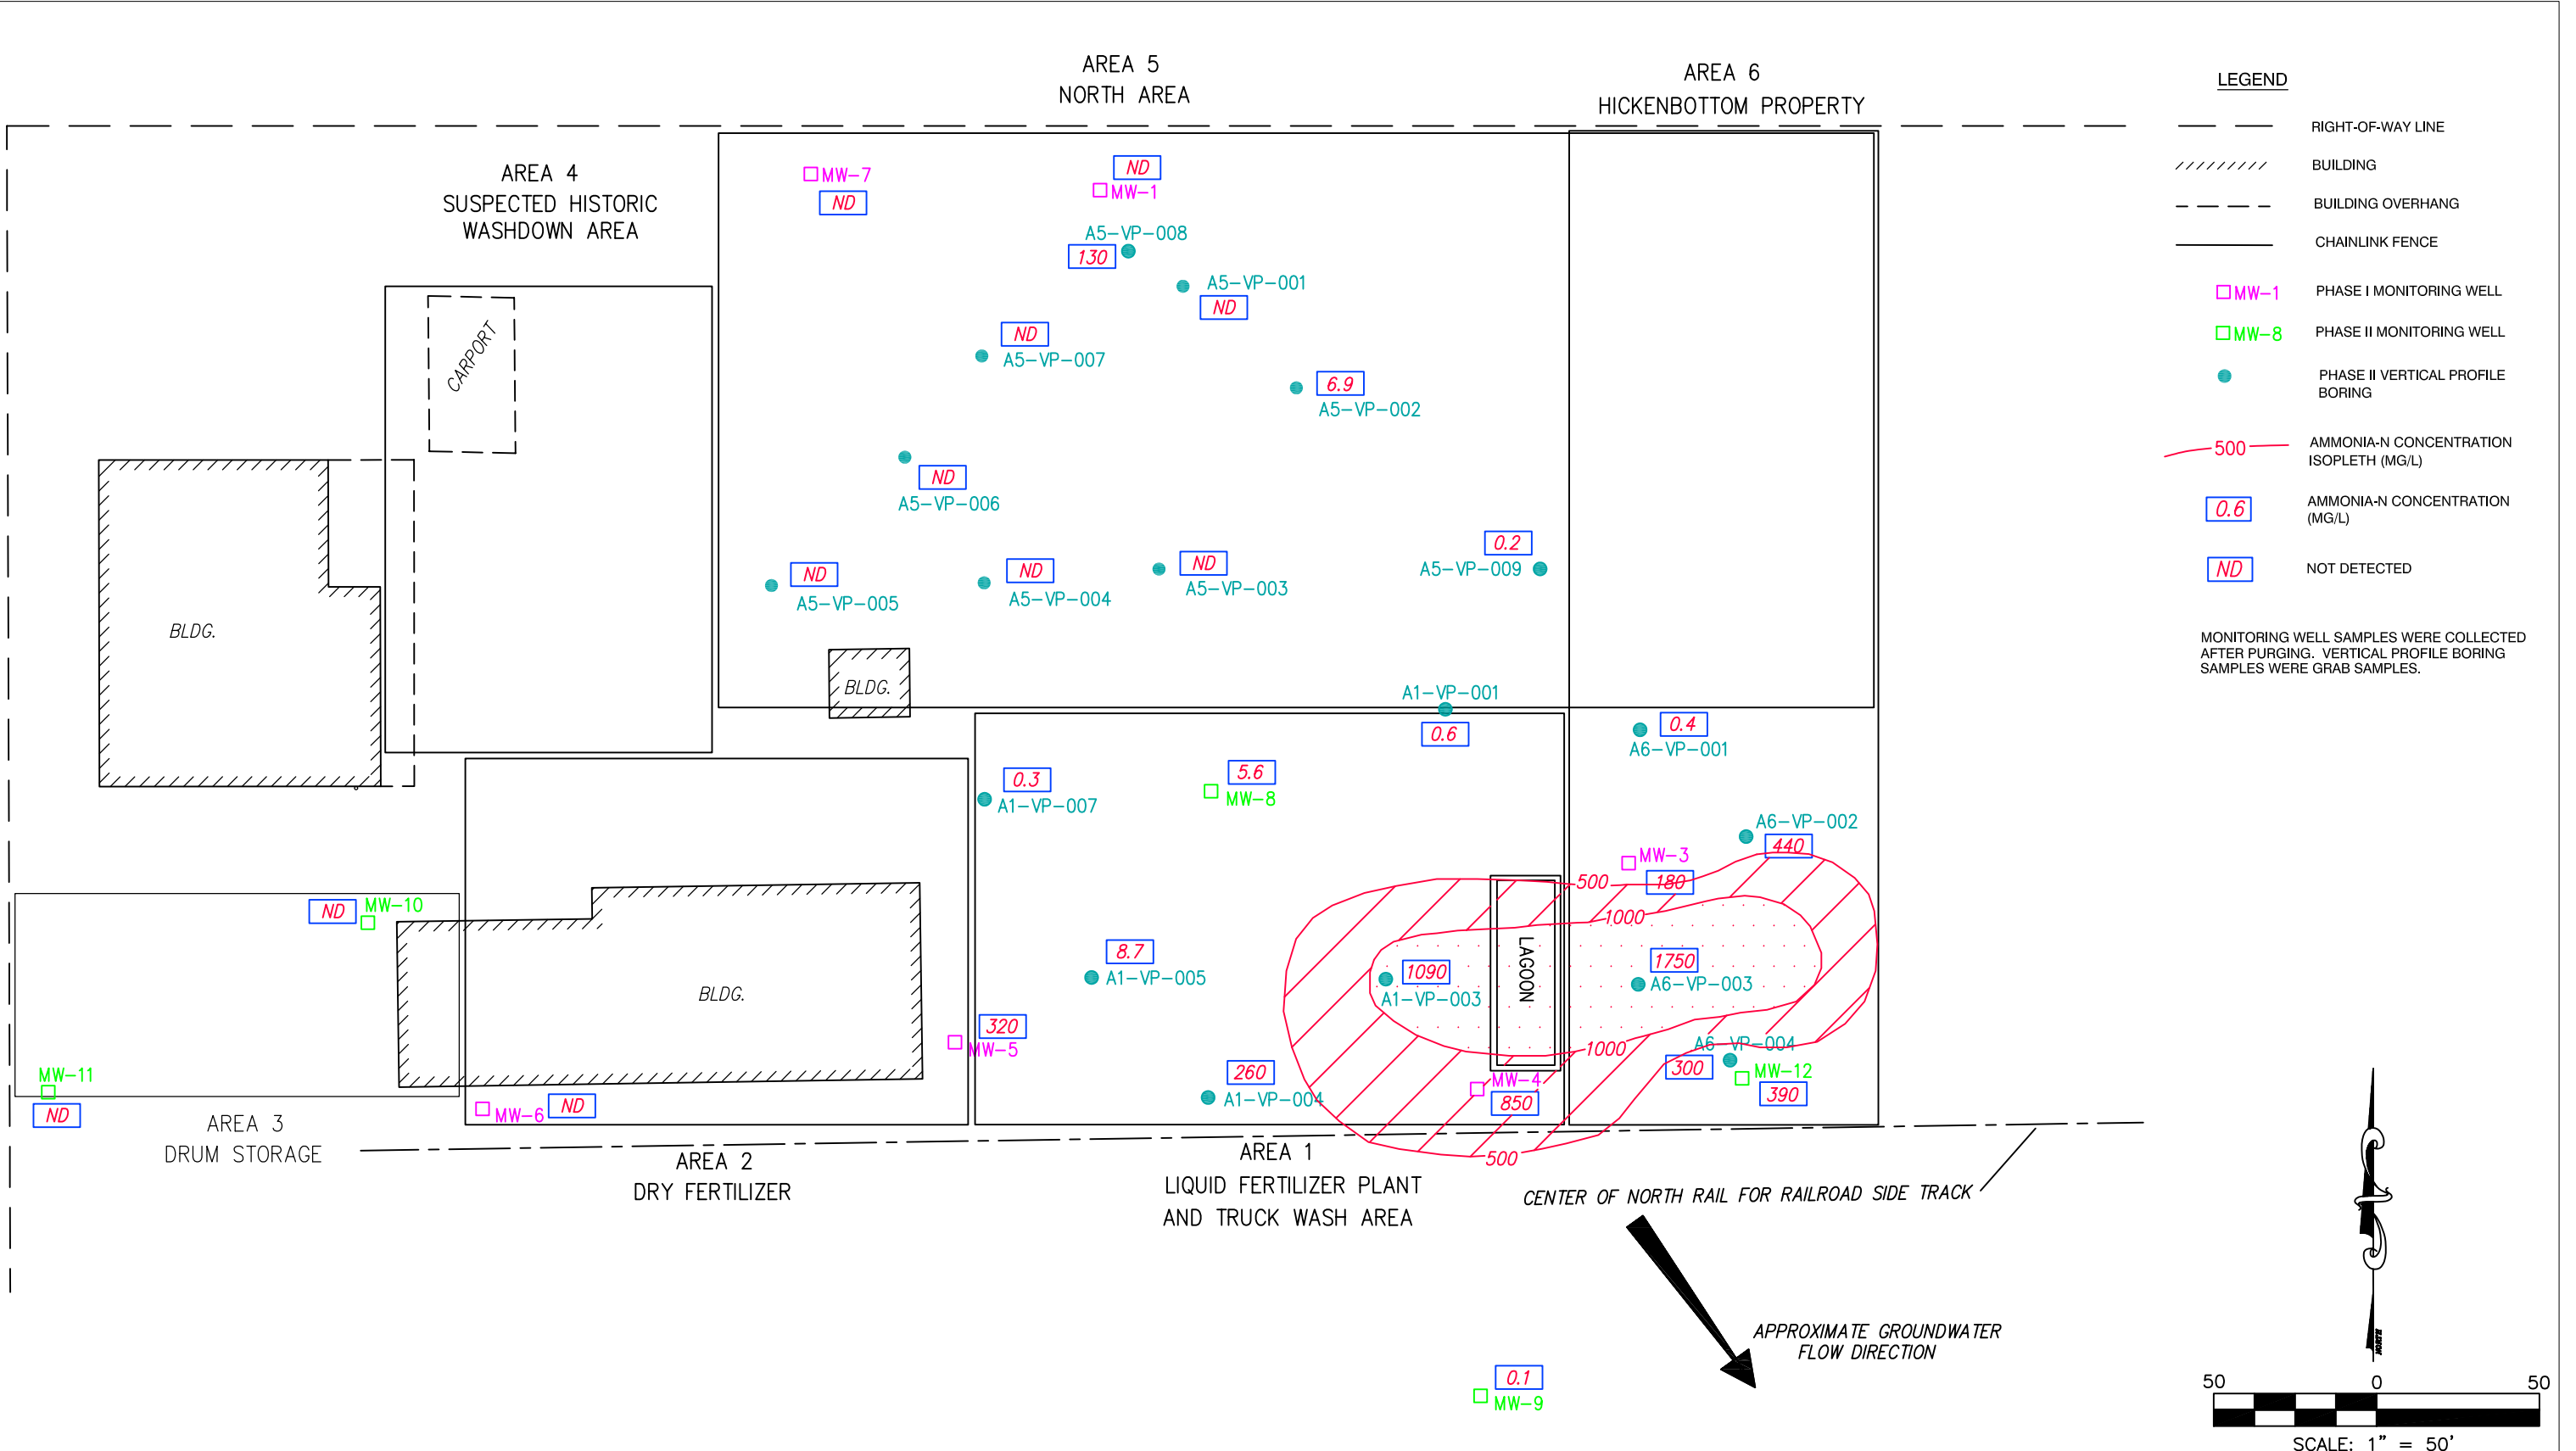 AREA 5
NORTH AREA
AREA 6
HICKENBOTTOM PROPERTY
AREA 4
SUSPECTED HISTORIC
WASHDOWN AREA
MW-7
ND
ND
MW-1
A5-VP-008
130
A5-VP-001
ND
ND
A5-VP-007
CARPORT
6.9
A5-VP-002
ND
A5-VP-006
0.2
A5-VP-009
ND
A5-VP-005
ND
A5-VP-004
ND
A5-VP-003
BLDG.
BLDG.
A1-VP-001
0.6
0.4
A6-VP-001
0.3
A1-VP-007
5.6
MW-8
A6-VP-002
440
MW-3
180
500
1000
ND
MW-10
8.7
A1-VP-005
1090
A1-VP-003
LAGOON
1750
A6-VP-003
BLDG.
320
MW-5
1000
A6-VP-004
300
MW-12
390
260
A1-VP-004
MW-4
850
MW-11
ND
MW-6
ND
500
AREA 3
DRUM STORAGE
AREA 2
DRY FERTILIZER
AREA 1
LIQUID FERTILIZER PLANT
AND TRUCK WASH AREA
CENTER OF NORTH RAIL FOR RAILROAD SIDE TRACK
APPROXIMATE GROUNDWATER
FLOW DIRECTION
0.1
MW-9
LEGEND
RIGHT-OF-WAY LINE
BUILDING
BUILDING OVERHANG
CHAINLINK FENCE
MW-1 PHASE I MONITORING WELL
MW-8 PHASE II MONITORING WELL
PHASE II VERTICAL PROFILE
BORING
500 AMMONIA-N CONCENTRATION
ISOPLETH (MG/L)
0.6 AMMONIA-N CONCENTRATION
(MG/L)
ND NOT DETECTED
MONITORING WELL SAMPLES WERE COLLECTED
AFTER PURGING. VERTICAL PROFILE BORING
SAMPLES WERE GRAB SAMPLES.
50 0 50
SCALE: 1" = 50'